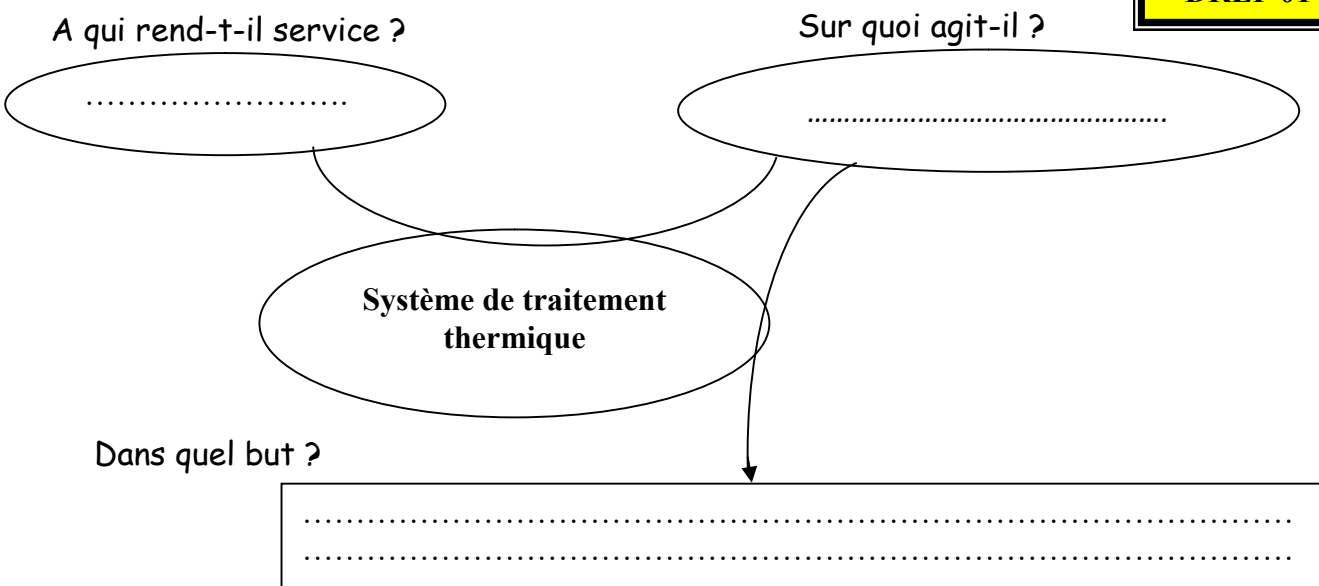 A qui rend-t-il service ?
Sur quoi agit-il ?
……………………
……………………………………
Système de traitement
thermique
Dans quel but ?
……………………………………………………………………………
……………………………………………………………………………